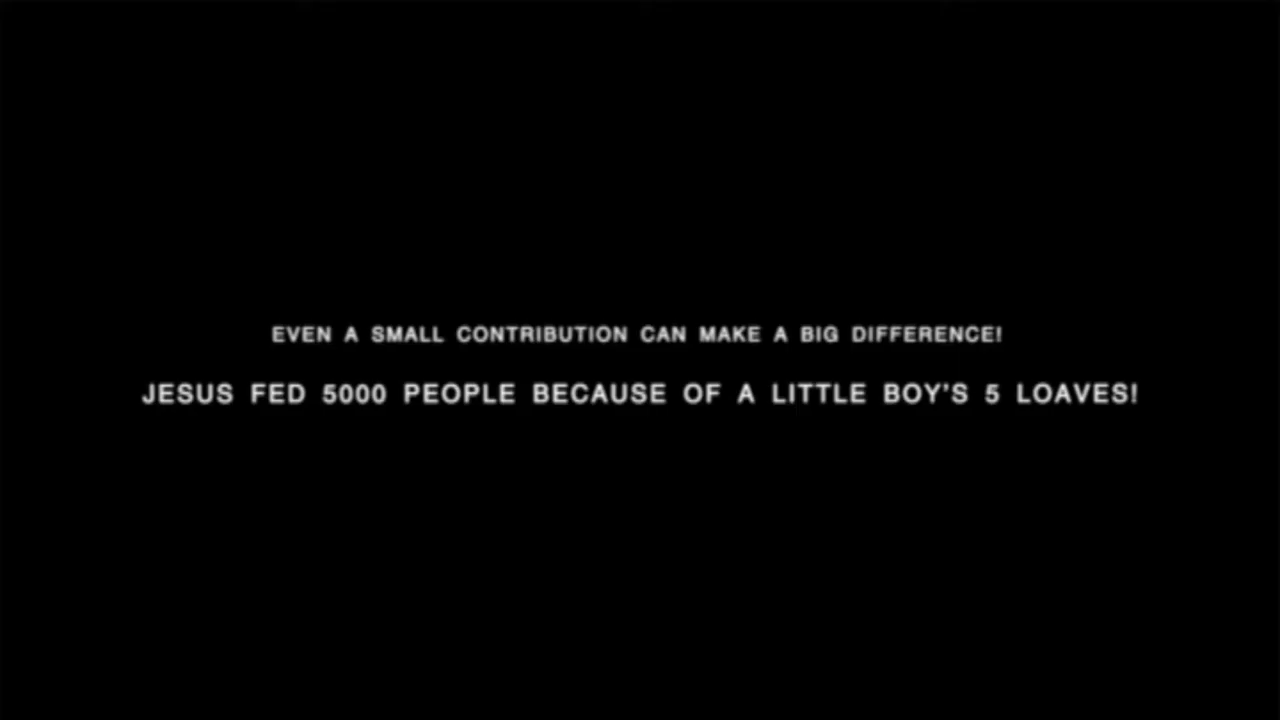 EVEN A SMALL CONTRIBUTION CAN MAKE A BIG DIFFERENCE!
JESUS FED 5000 PEOPLE BECAUSE OF A LITTLE BOY'S 5 LOAVES!